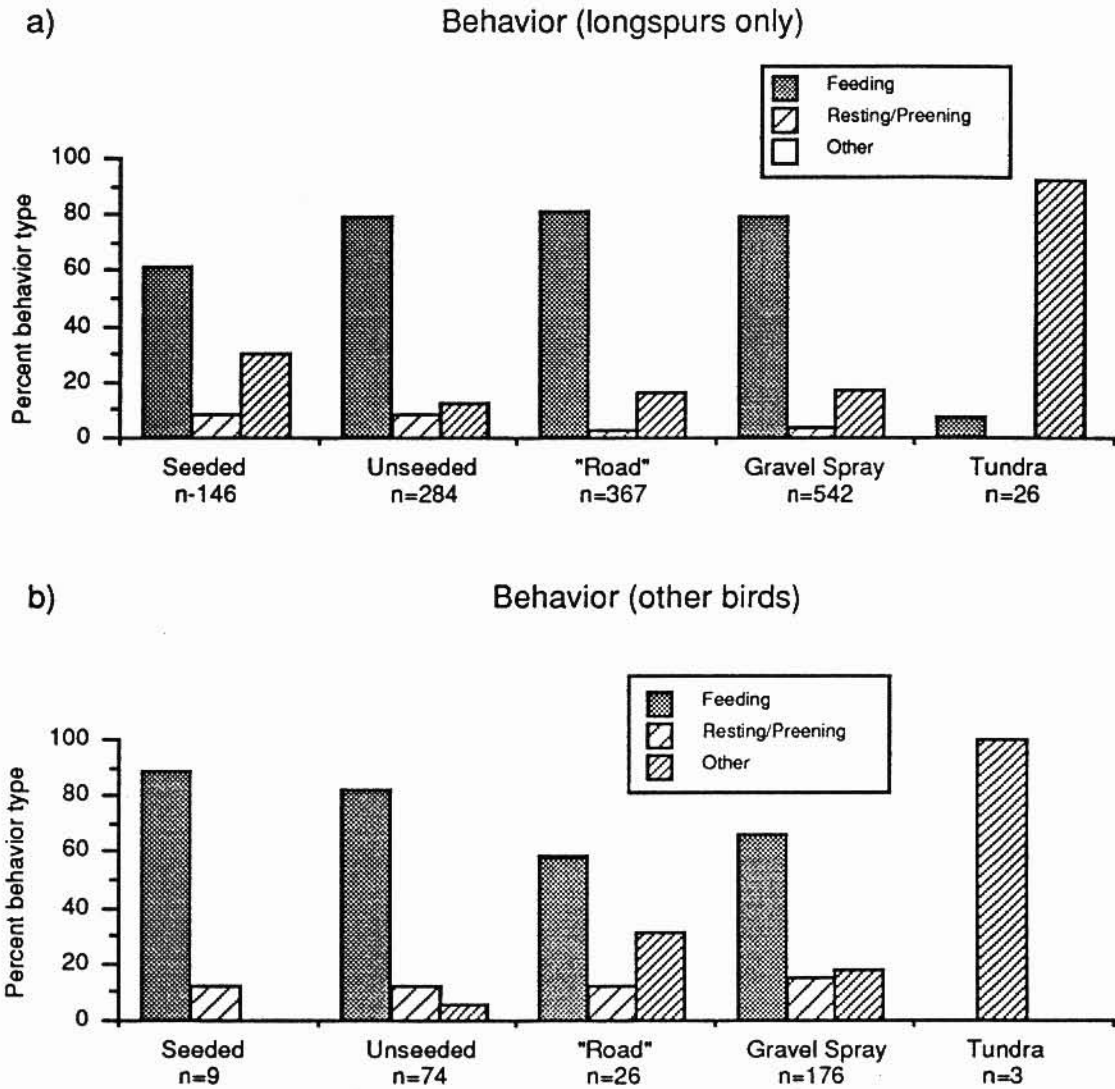 a)
Behavior (longspurs only)
Feeding
Resting/Preening
Other
Percent behavior type
100
80
60
40
20
0
Seeded
n-146
Unseeded
n=284
"Road"
n=367
Gravel Spray
n=542
Tundra
n=26
b)
Behavior (other birds)
Feeding
Resting/Preening
Other
Percent behavior type
100
80
60
40
20
0
Seeded
n=9
Unseeded
n=74
"Road"
n=26
Gravel Spray
n=176
Tundra
n=3